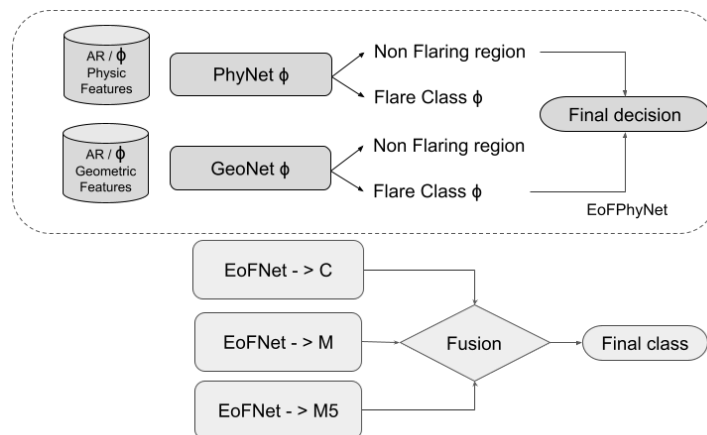 AR / ϕ
Physic
Features
PhyNet ϕ
Non Flaring region
Flare Class ϕ
Final decision
AR / ϕ
Geometric
Features
GeoNet ϕ
Non Flaring region
Flare Class ϕ
EoFPhyNet
EoFNet - > C
EoFNet - > M
Fusion
Final class
EoFNet - > M5